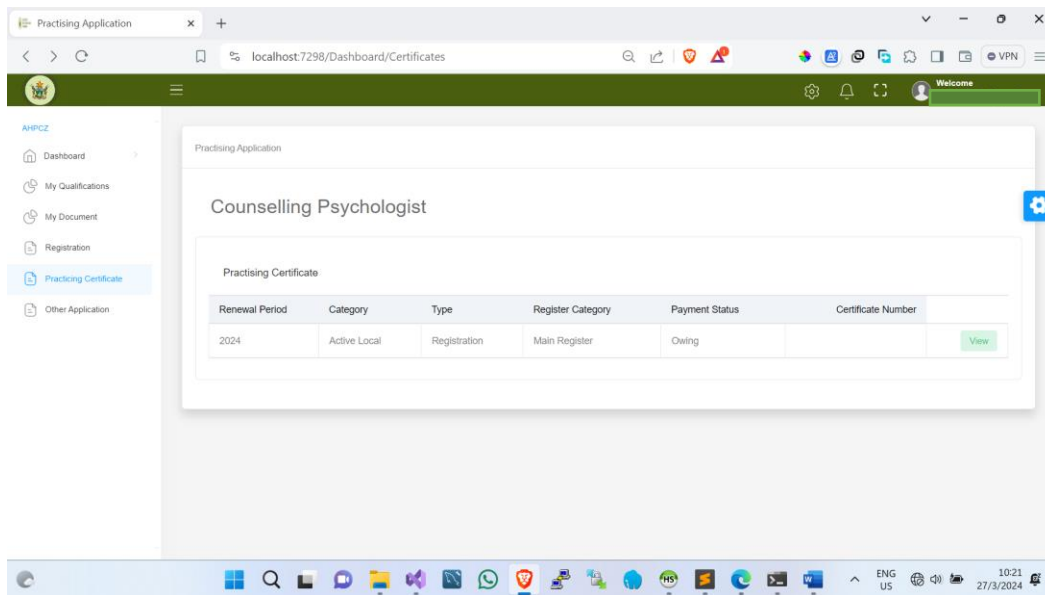 Practising Application
localhost:7298/Dashboard/Certificates
VPN
Welcome
AHPCZ
Dashboard
My Qualifications
My Document
Registration
Practicing Certificate
Other Application
Practising Application
Counselling Psychologist
Practising Certificate
Renewal Period Category Type Register Category Payment Status Certificate Number
2024 Active Local Registration Main Register Owing View
HS
ENG
US
10:21
27/3/2024